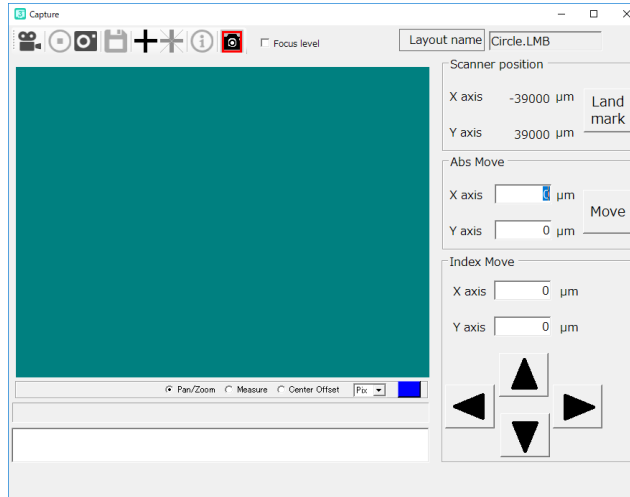 Capture
Focus level
Layout name Circle.LMB
Scanner position
X axis -39000 μm
Y axis 39000 μm
Land
mark
Abs Move
X axis 0 μm
Y axis 0 μm
Move
Index Move
X axis 0 μm
Y axis 0 μm
Pan/Zoom Measure Center Offset Pix